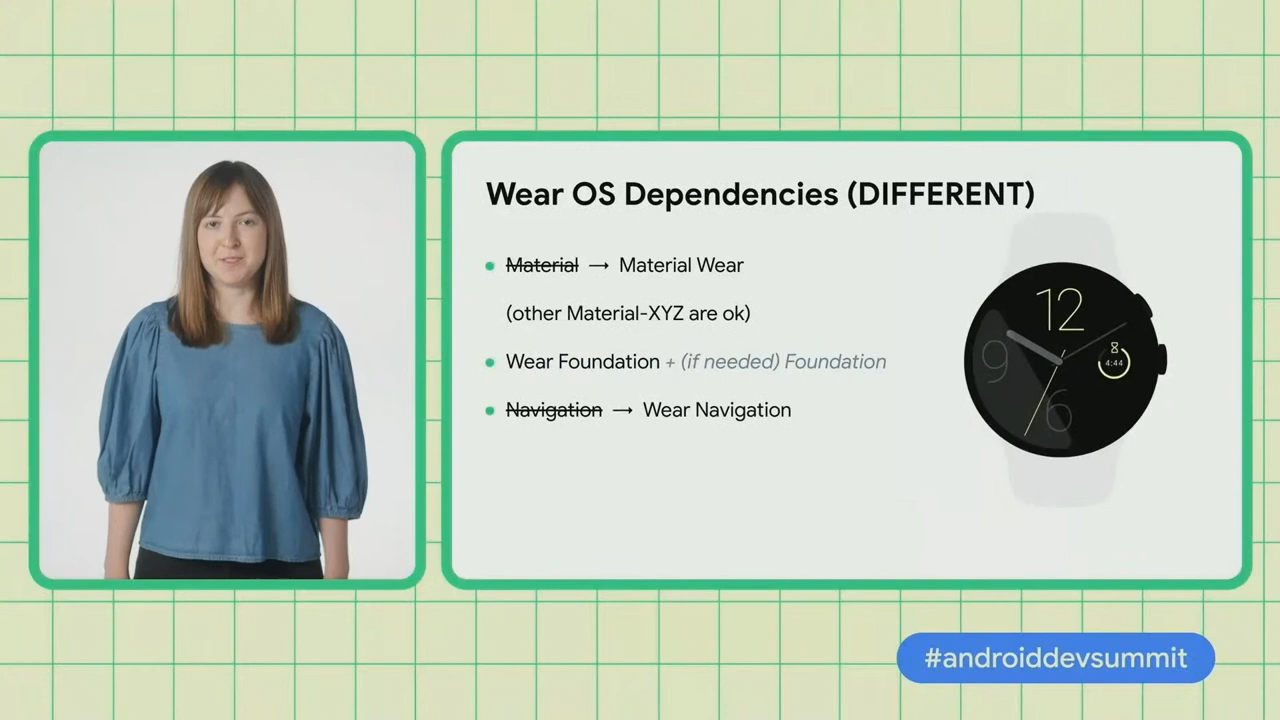 Wear OS Dependencies (DIFFERENT)
Material → Material Wear
(other Material-XYZ are ok)
Wear Foundation + (if needed) Foundation
Navigation → Wear Navigation
12
9
6
4:44
#androiddevsummit